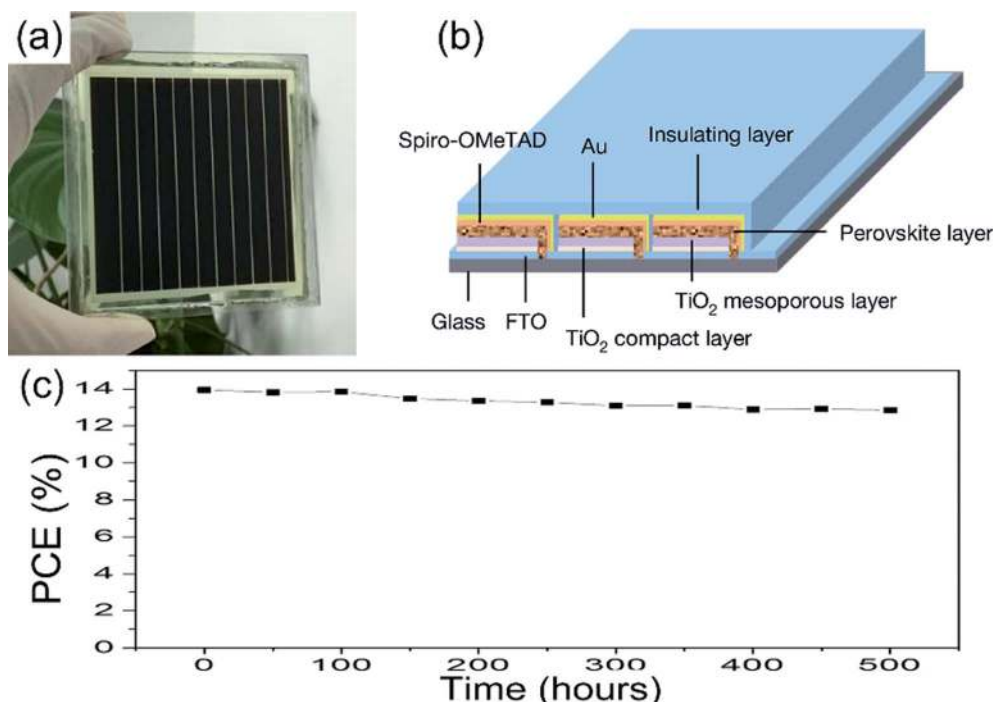 (a)
(b)
Spiro-OMeTAD
Au
Insulating layer
Perovskite layer
TiO₂ mesoporous layer
Glass
FTO
TiO₂ compact layer
(c)
14
12
10
8
6
4
2
0
PCE (%)
0 100 200 300 400 500
Time (hours)